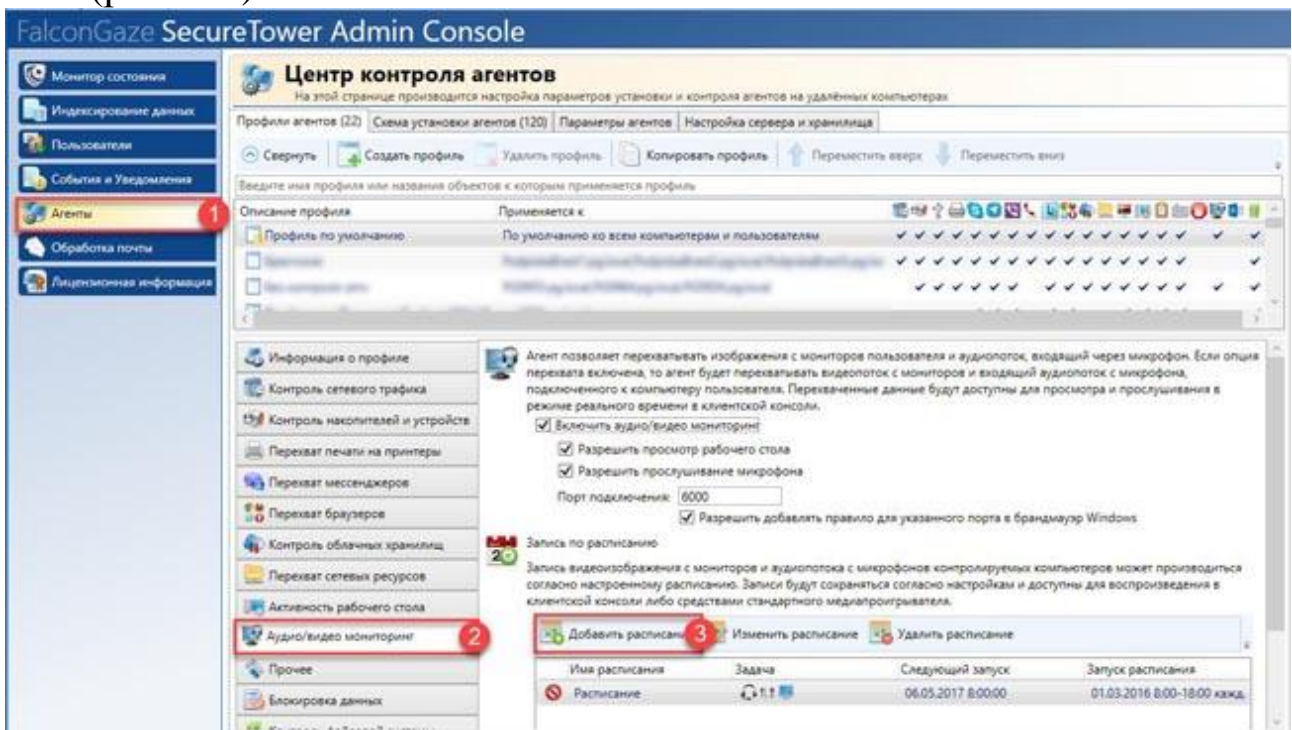 FalconGaze SecureTower Admin Console
Монитор состояния
Индексирование данных
Пользователи
События и Уведомления
Агенты
1
Обработка почты
Лицензионная информация
Центр контроля агентов
На этой странице производится настройка параметров установки и контроля агентов на удалённых компьютерах
Профили агентов (22) Схема установки агентов (120) Параметры агентов Настройка сервера и хранилища
Свернуть Создать профиль Удалить профиль Копировать профиль Переместить вверх Переместить вниз
Введите имя профиля или названия объектов к которым применяется профиль
Описание профиля Применяется к
Профиль по умолчанию По умолчанию ко всем компьютерам и пользователям
Информация о профиле
Контроль сетевого трафика
Контроль накопителей и устройств
Перехват печати на принтеры
Перехват мессенджеров
Перехват браузеров
Контроль облачных хранилищ
Перехват сетевых ресурсов
Активность рабочего стола
Аудио/видео мониторинг
2
Прочее
Блокировка данных
Агент позволяет перехватывать изображения с мониторов пользователя и аудиопоток, входящий через микрофон. Если опция
перехвата включена, то агент будет перехватывать видеопоток с мониторов и входящий аудиопоток с микрофона,
подключенного к компьютеру пользователя. Перехваченные данные будут доступны для просмотра и прослушивания в
режиме реального времени в клиентской консоли.
Включить аудио/видео мониторинг
Разрешить просмотр рабочего стола
Разрешить прослушивание микрофона
Порт подключения: 6000
Разрешить добавлять правило для указанного порта в брандмауэр Windows
Запись по расписанию
Запись видеоизображения с мониторов и аудиопотока с микрофонов контролируемых компьютеров может производиться
согласно настроенному расписанию. Записи будут сохраняться согласно настройкам и доступны для воспроизведения в
клиентской консоли либо средствами стандартного медиапроигрывателя.
Добавить расписани 3 Изменить расписание Удалить расписание
Имя расписания Задача Следующий запуск Запуск расписания
Расписание 1:1 06.05.2017 8:00:00 01.03.2016 8:00-18:00 кажд